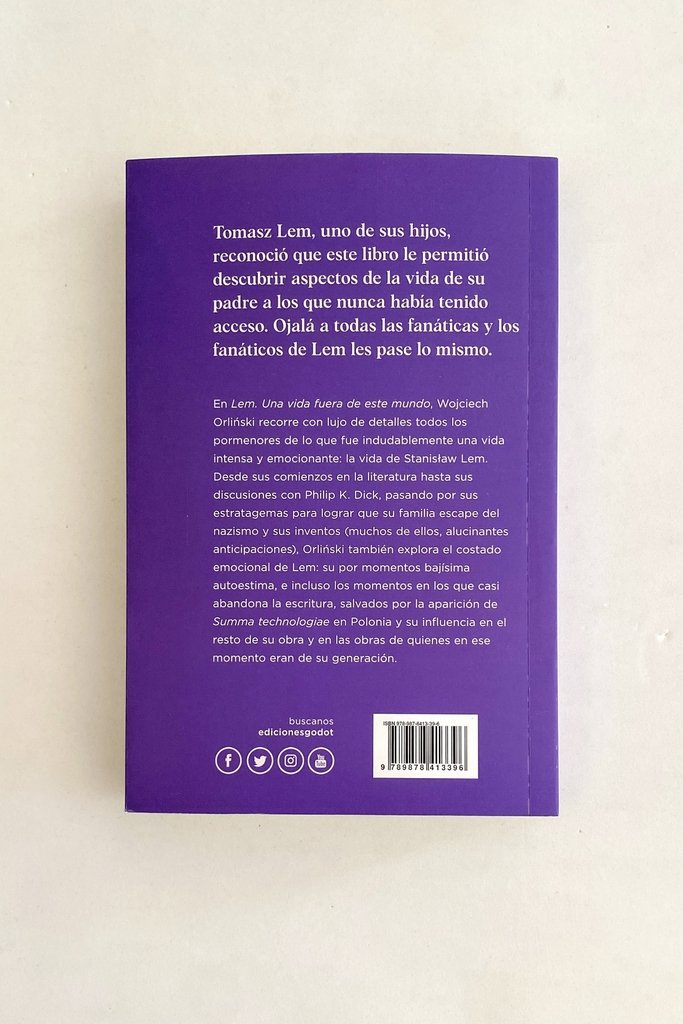 Tomasz Lem, uno de sus hijos,
reconoció que este libro le permitió
descubrir aspectos de la vida de su
padre a los que nunca había tenido
acceso. Ojalá a todas las fanáticas y los
fanáticos de Lem les pase lo mismo.
En Lem. Una vida fuera de este mundo, Wojciech
Orliński recorre con lujo de detalles todos los
pormenores de lo que fue indudablemente una vida
intensa y emocionante: la vida de Stanisław Lem.
Desde sus comienzos en la literatura hasta sus
discusiones con Philip K. Dick, pasando por sus
estratagemas para lograr que su familia escape del
nazismo y sus inventos (muchos de ellos, alucinantes
anticipaciones), Orliński también explora el costado
emocional de Lem: su por momentos bajísima
autoestima, e incluso los momentos en los que casi
abandona la escritura, salvados por la aparición de
Summa technologiae en Polonia y su influencia en el
resto de su obra y en las obras de quienes en ese
momento eran de su generación.
buscanos
edicionesgodot
You Tube
ISBN 978-987-8413-39-6
9 789878 413396